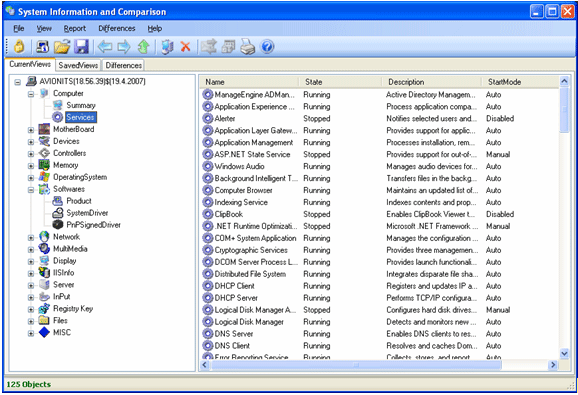 System Information and Comparison
File View Report Differences Help
CurrentViews SavedViews Differences
AVIONITS(18.56.39)$(19.4.2007)
Computer
Summary
Services
MotherBoard
Devices
Controllers
Memory
OperatingSystem
Softwares
Product
SystemDriver
PnPSignedDriver
Network
MultiMedia
Display
IISInfo
Server
InPut
Registry Key
Files
MISC
Name State Description StartMode
ManageEngine ADMan... Running Active Directory Managem... Auto
Application Experience ... Running Process application compa... Auto
Alerter Stopped Notifies selected users and... Disabled
Application Layer Gatew... Running Provides support for applic... Auto
Application Management Running Processes installation, rem... Auto
ASP.NET State Service Stopped Provides support for out-of-... Manual
Windows Audio Running Manages audio devices for... Auto
Background Intelligent T... Running Transfers files in the backg... Auto
Computer Browser Running Maintains an updated list of... Auto
Indexing Service Running Indexes contents and prop... Auto
ClipBook Stopped Enables ClipBook Viewer t... Disabled
.NET Runtime Optimizati... Stopped Microsoft .NET Framework ... Manual
COM+ System Application Running Manages the configuration ... Auto
Cryptographic Services Running Provides three managemen... Auto
DCOM Server Process L... Running Provides launch functionali... Auto
Distributed File System Running Integrates disparate file sha... Auto
DHCP Client Running Registers and updates IP a... Auto
DHCP Server Running Performs TCP/IP configura... Auto
Logical Disk Manager A... Stopped Configures hard disk drives... Manual
Logical Disk Manager Running Detects and monitors new ... Auto
DNS Server Running Enables DNS clients to res... Auto
DNS Client Running Resolves and caches Dom... Auto
Error Reporting Service Running Collects, stores, and report... Auto
125 Objects